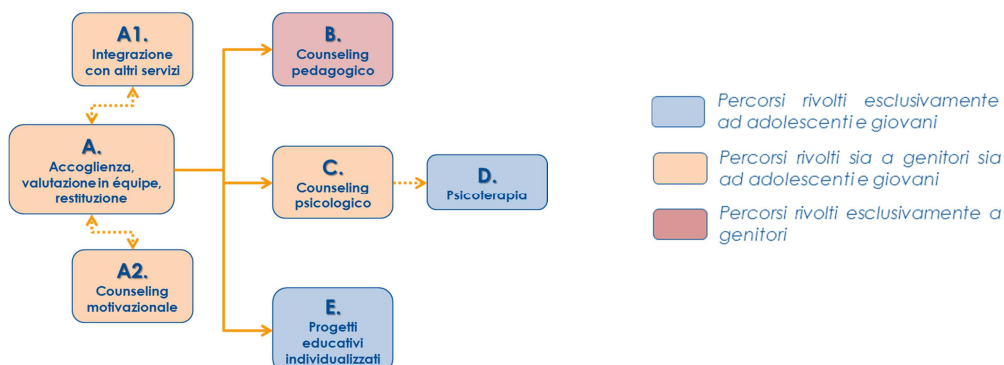 A1.
Integrazione
con altri servizi
A.
Accoglienza,
valutazione in équipe,
restituzione
A2.
Counseling
motivazionale
B.
Counseling
pedagogico
C.
Counseling
psicologico
D.
Psicoterapia
E.
Progetti
educativi
individualizzati
Percorsi rivolti esclusivamente
ad adolescenti e giovani
Percorsi rivolti sia a genitori sia
ad adolescenti e giovani
Percorsi rivolti esclusivamente a
genitori